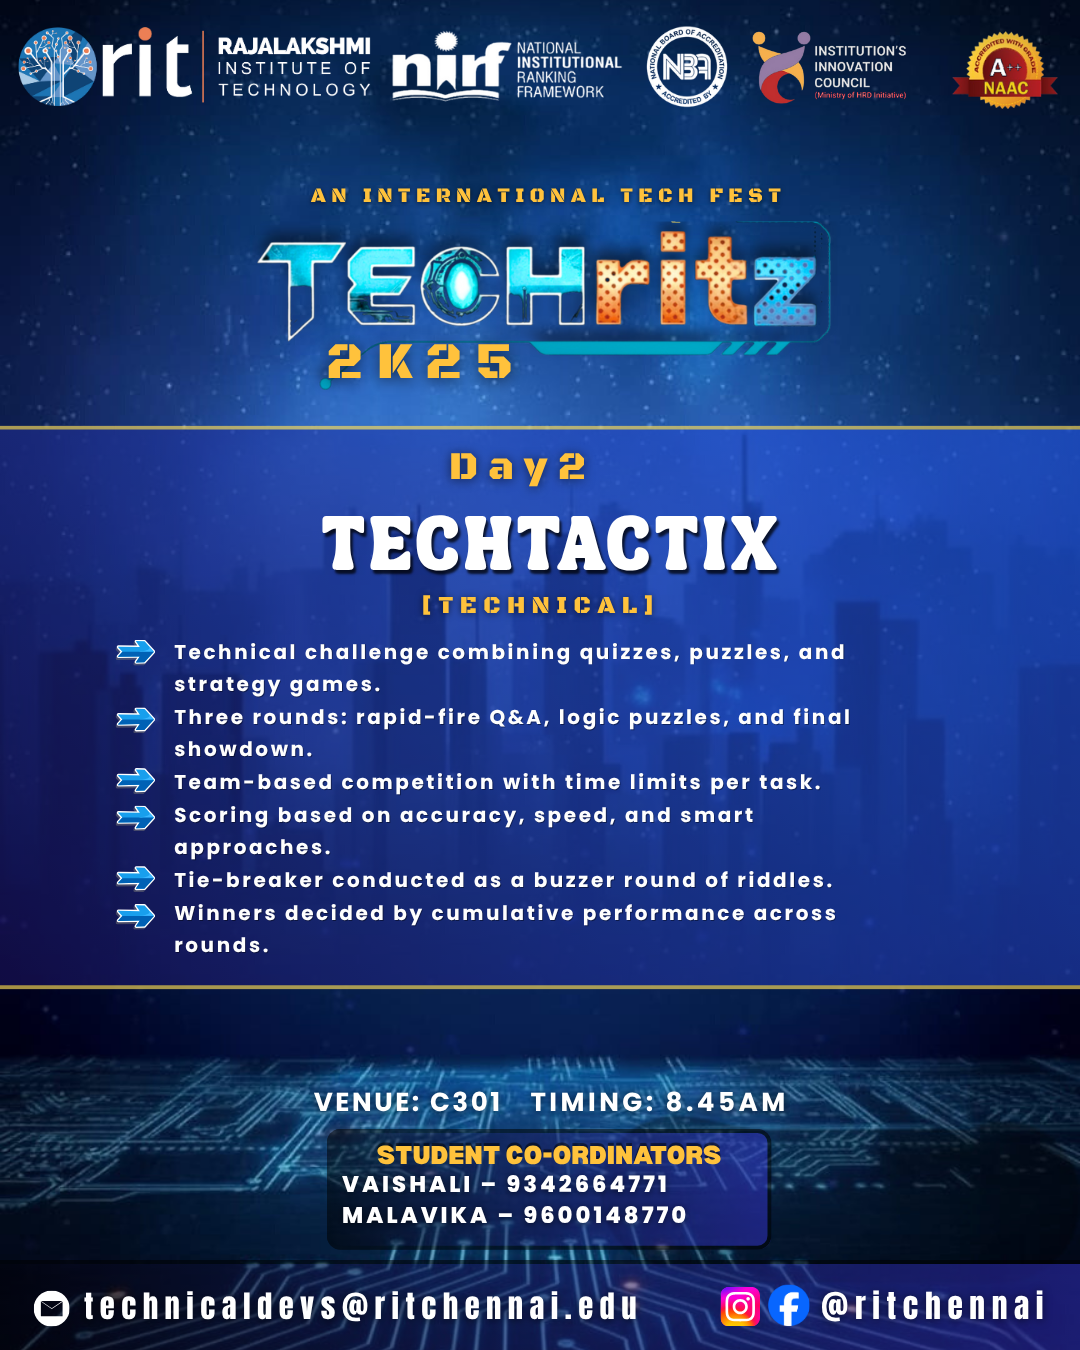 rit
RAJALAKSHMI
INSTITUTE OF
TECHNOLOGY
nirf
NATIONAL
INSTITUTIONAL
RANKING
FRAMEWORK
NATIONAL BOARD OF ACCREDITATION
NBA
★ ACCREDITED BY ★
INSTITUTION'S
INNOVATION
COUNCIL
(Ministry of HRD Initiative)
ACCREDITED WITH GRADE
A++
NAAC
AN INTERNATIONAL TECH FEST
TECHritz
2K25
Day2
TECHTACTIX
[TECHNICAL]
Technical challenge combining quizzes, puzzles, and
strategy games.
Three rounds: rapid-fire Q&A, logic puzzles, and final
showdown.
Team-based competition with time limits per task.
Scoring based on accuracy, speed, and smart
approaches.
Tie-breaker conducted as a buzzer round of riddles.
Winners decided by cumulative performance across
rounds.
VENUE: C301 TIMING: 8.45AM
STUDENT CO-ORDINATORS
VAISHALI – 9342664771
MALAVIKA – 9600148770
technicaldevs@ritchennai.edu
@ritchennai